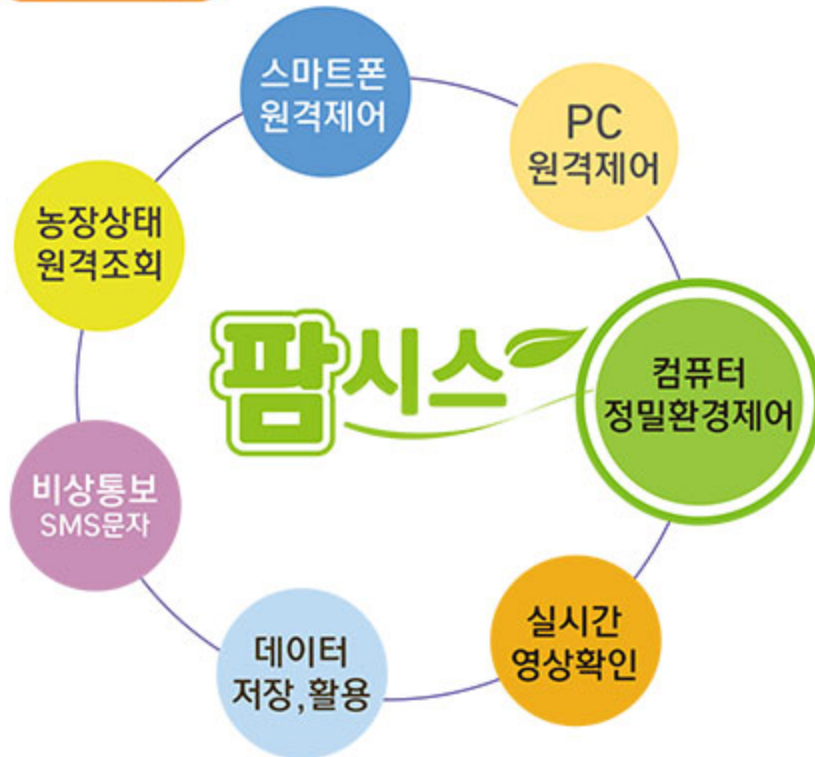 스마트폰
원격제어
PC
원격제어
농장상태
원격조회
팜시스
컴퓨터
정밀환경제어
비상통보
SMS문자
실시간
영상확인
데이터
저장,활용